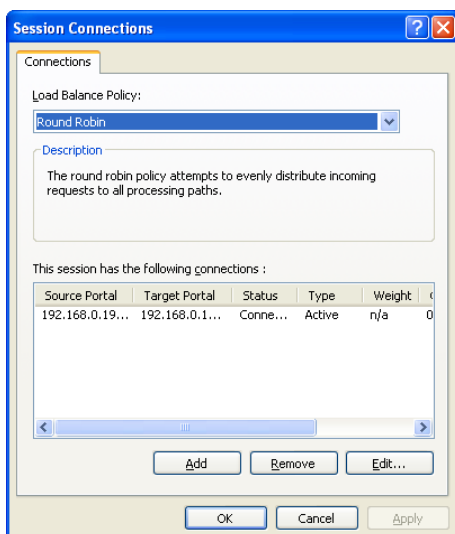 Session Connections
Connections
Load Balance Policy:
Round Robin
Description
The round robin policy attempts to evenly distribute incoming
requests to all processing paths.
This session has the following connections :
Source Portal Target Portal Status Type Weight
192.168.0.19... 192.168.0.1... Conne... Active n/a 0
Add Remove Edit...
OK Cancel Apply